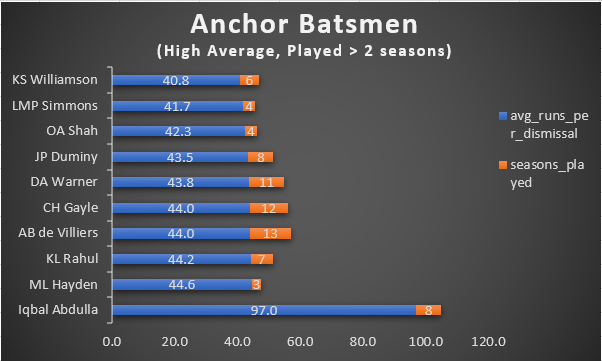 Anchor Batsmen
(High Average, Played > 2 seasons)
KS Williamson 40.8 6
LMP Simmons 41.7 4
OA Shah 42.3 4
JP Duminy 43.5 8
DA Warner 43.8 11
CH Gayle 44.0 12
AB de Villiers 44.0 13
KL Rahul 44.2 7
ML Hayden 44.6 3
Iqbal Abdulla 97.0 8
0.0 20.0 40.0 60.0 80.0 100.0 120.0
avg_runs_pe
r_dismissal
seasons_pla
yed